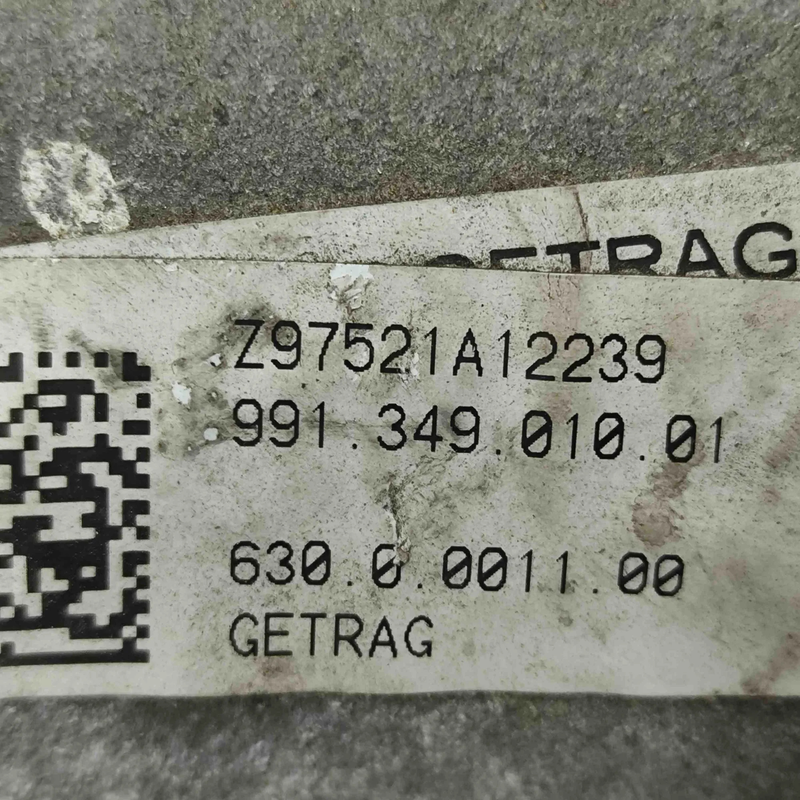 GETRAG
Z97521A12239
991.349.010.01
630.0.0011.00
GETRAG